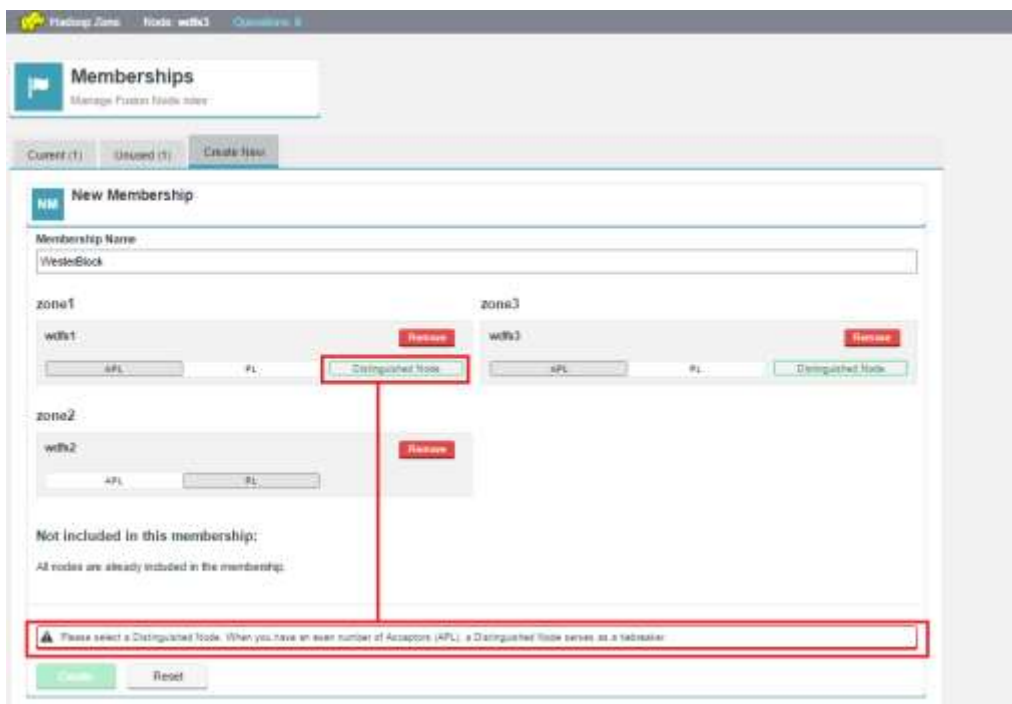 Hadoop Zone Node wdfs3 Operations: 0
Memberships
Manage Fusion Node roles
Current (1) Unused (1) Create New
NM New Membership
Membership Name
WesterBlock
zone1 zone3
wdfs1 Remove wdfs3 Remove
APL PL Distinguished Node APL PL Distinguished Node
zone2
wdfs2 Remove
APL PL
Not included in this membership:
All nodes are already included in the membership.
Please select a Distinguished Node. When you have an even number of Acceptors (APL), a Distinguished Node serves as a tiebreaker.
Create Reset